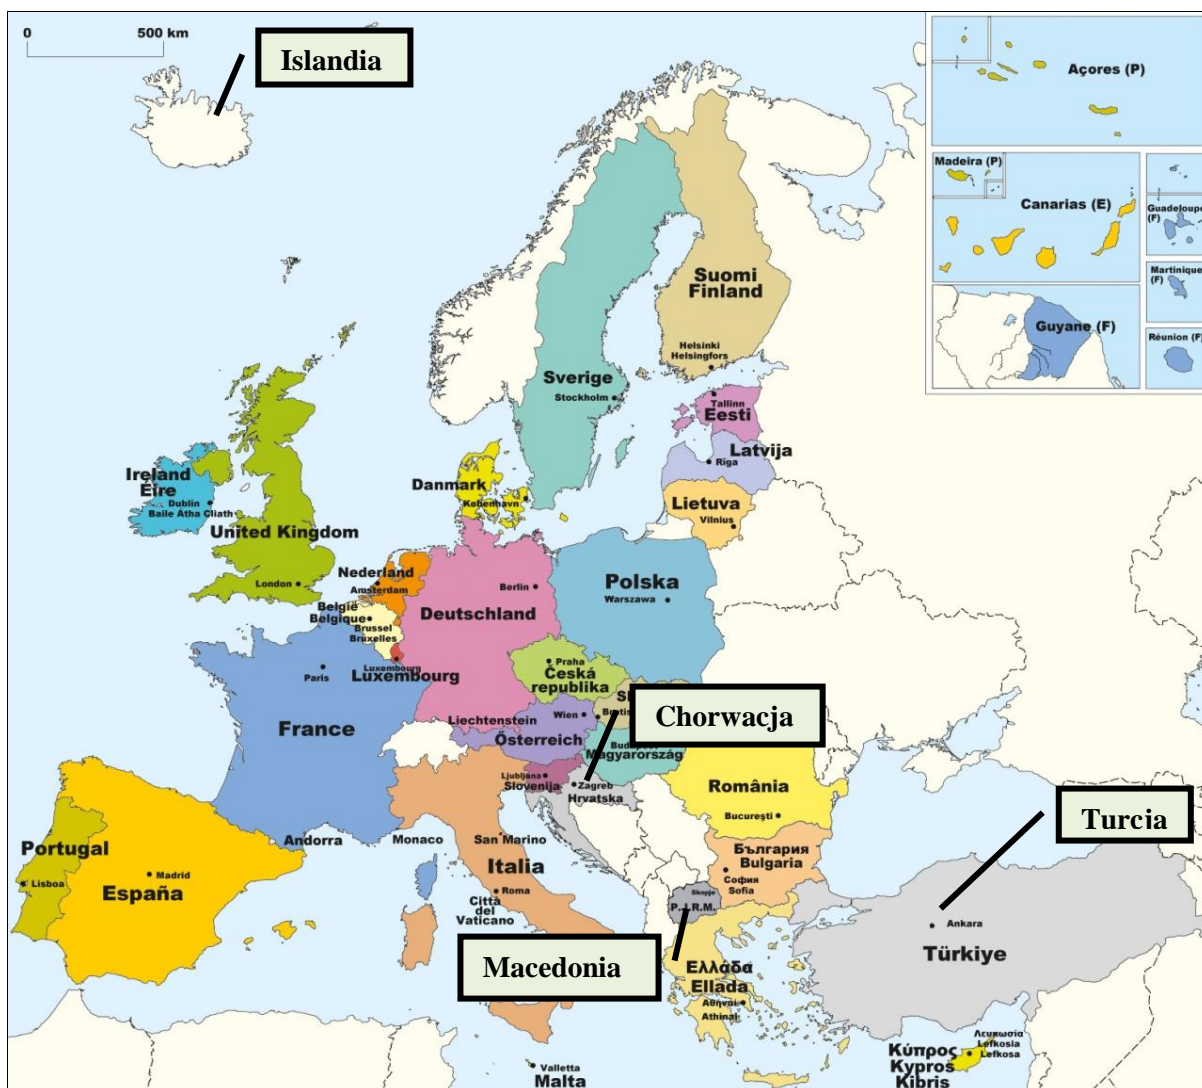 0 500 km
Islandia
Açores (P)
Madeira (P)
Canarias (E)
Guadeloupe
(F)
Martinique
(F)
Guyane (F)
Réunion (F)
Suomi
Finland
Helsinki
Helsingfors
Sverige
Stockholm
Tallinn
Eesti
Latvija
Rīga
Lietuva
Vilnius
Danmark
København
Ireland
Éire
Dublin
Baile Átha Cliath
United Kingdom
London
Nederland
Amsterdam
België
Belgique
Brussel
Bruxelles
Luxembourg
Luxembourg
Deutschland
Berlin
Polska
Warszawa
Praha
Česká
republika
Paris
France
Liechtenstein
Wien
Österreich
Chorwacja
Magyarország
Ljubljana
Slovenija
Zagreb
Hrvatska
România
Bucureşti
Turcia
Portugal
Lisboa
Madrid
España
Andorra
Monaco
San Marino
Italia
Roma
Città
del
Vaticano
България
Bulgaria
София
Sofia
Skopje
Macedonia
Ελλάδα
Ellada
Αθήναι
Athinai
Ankara
Türkiye
Valletta
Malta
Κύπρος
Kypros
Kibris
Λευκωσία
Lefkosia
Lefkosa